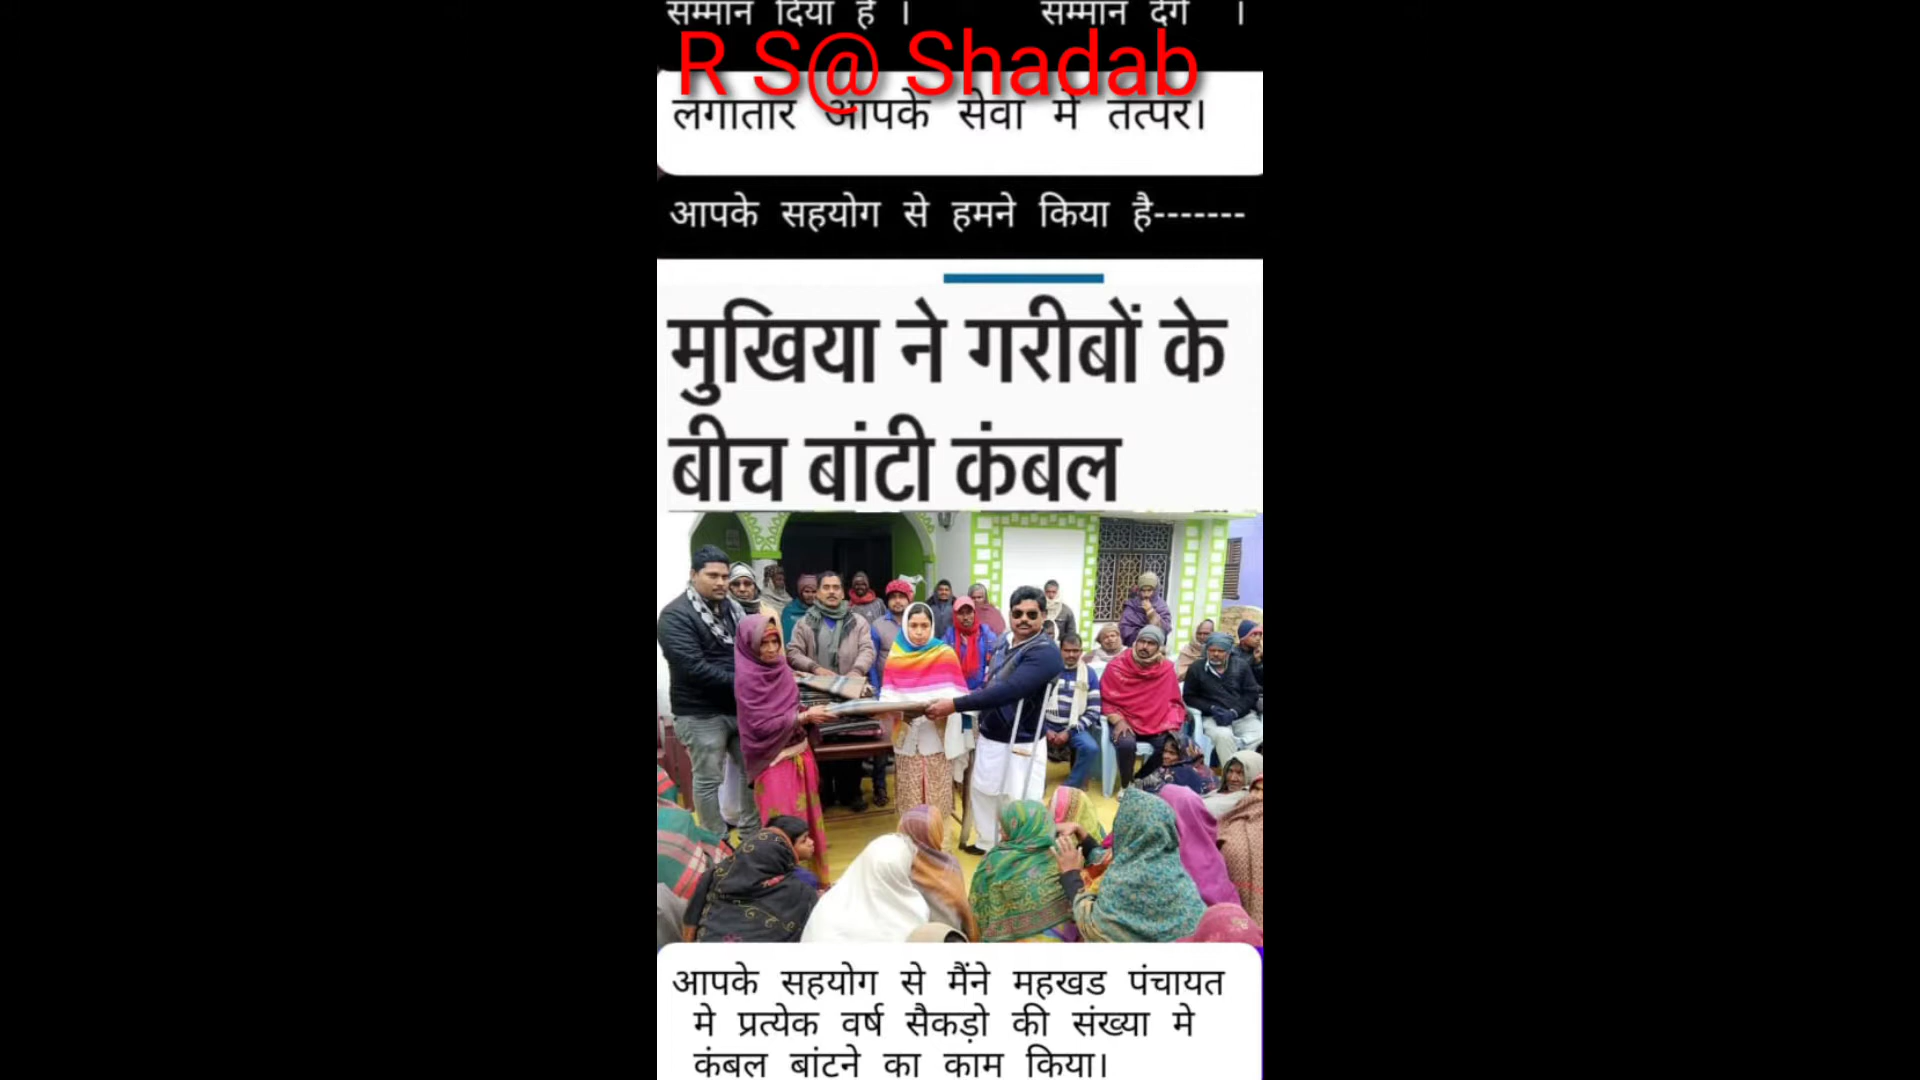 सम्मान दिया है । सम्मान देंगे ।
R S@ Shadab
लगातार आपके सेवा मे तत्पर।
आपके सहयोग से हमने किया है-------
मुखिया ने गरीबों के
बीच बांटी कंबल
आपके सहयोग से मैंने महखड पंचायत
मे प्रत्येक वर्ष सैकड़ो की संख्या मे
कंबल बांटने का काम किया।